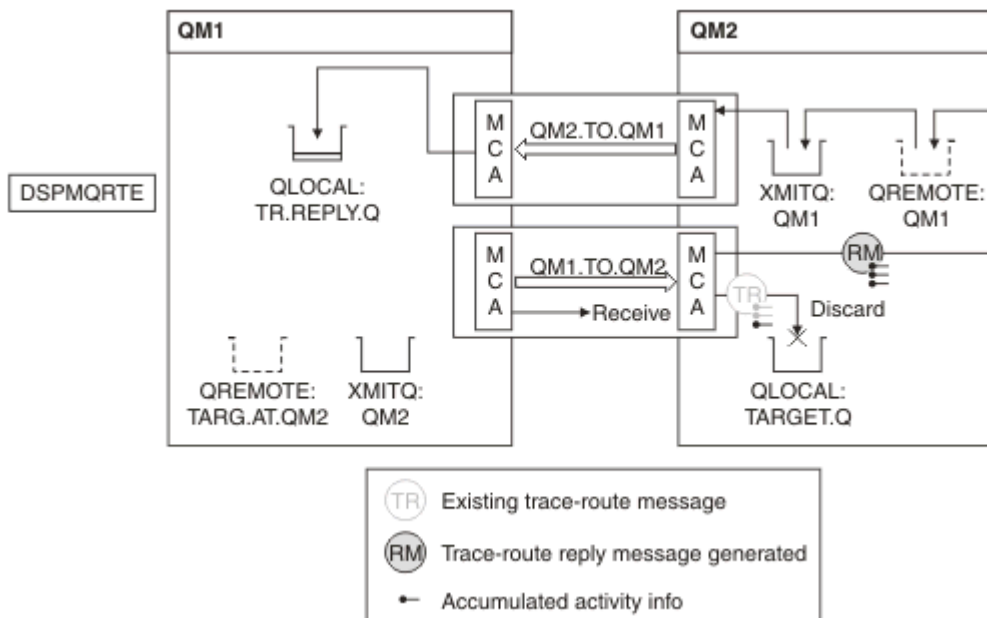 QM1
QM2
DSPMQRTE
QLOCAL:
TR.REPLY.Q
M
C
A
QM2.TO.QM1
M
C
A
XMITQ:
QM1
QREMOTE:
QM1
M
C
A
QM1.TO.QM2
Receive
M
C
A
RM
TR
Discard
QREMOTE:
TARG.AT.QM2
XMITQ:
QM2
QLOCAL:
TARGET.Q
TR
Existing trace-route message
RM
Trace-route reply message generated
Accumulated activity info